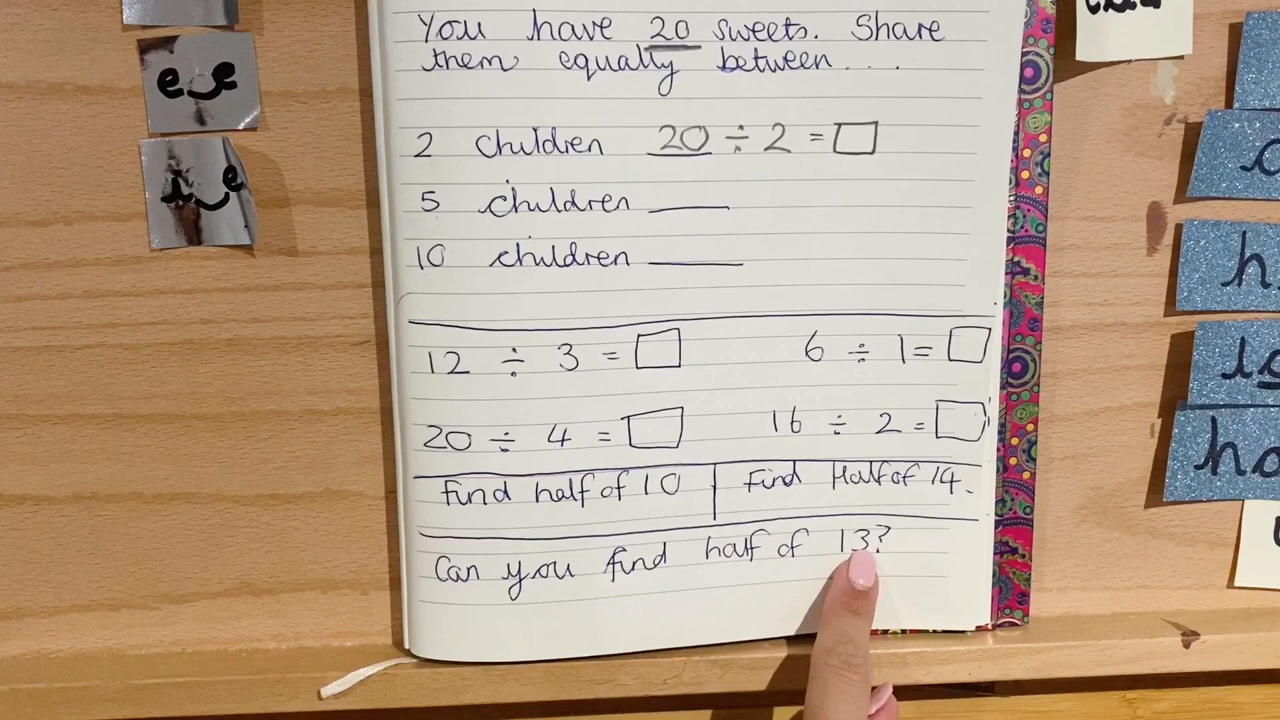 You have 20 sweets. Share
them equally between....
2 children 20 ÷ 2 = □
5 children
10 children
12 ÷ 3 = □ 6 ÷ 1 = □
20 ÷ 4 = □ 16 ÷ 2 = □
Find half of 10 Find Half of 14.
Can you find half of 13?
e_e
i_e